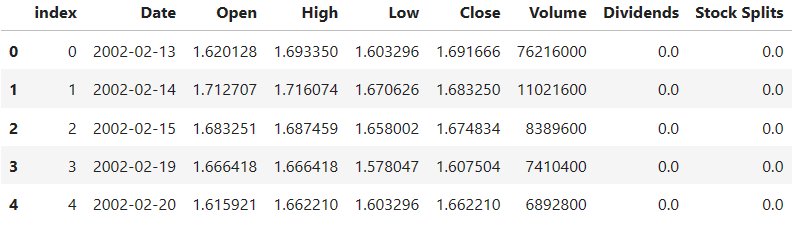 index Date Open High Low Close Volume Dividends Stock Splits
0 0 2002-02-13 1.620128 1.693350 1.603296 1.691666 76216000 0.0 0.0
1 1 2002-02-14 1.712707 1.716074 1.670626 1.683250 11021600 0.0 0.0
2 2 2002-02-15 1.683251 1.687459 1.658002 1.674834 8389600 0.0 0.0
3 3 2002-02-19 1.666418 1.666418 1.578047 1.607504 7410400 0.0 0.0
4 4 2002-02-20 1.615921 1.662210 1.603296 1.662210 6892800 0.0 0.0